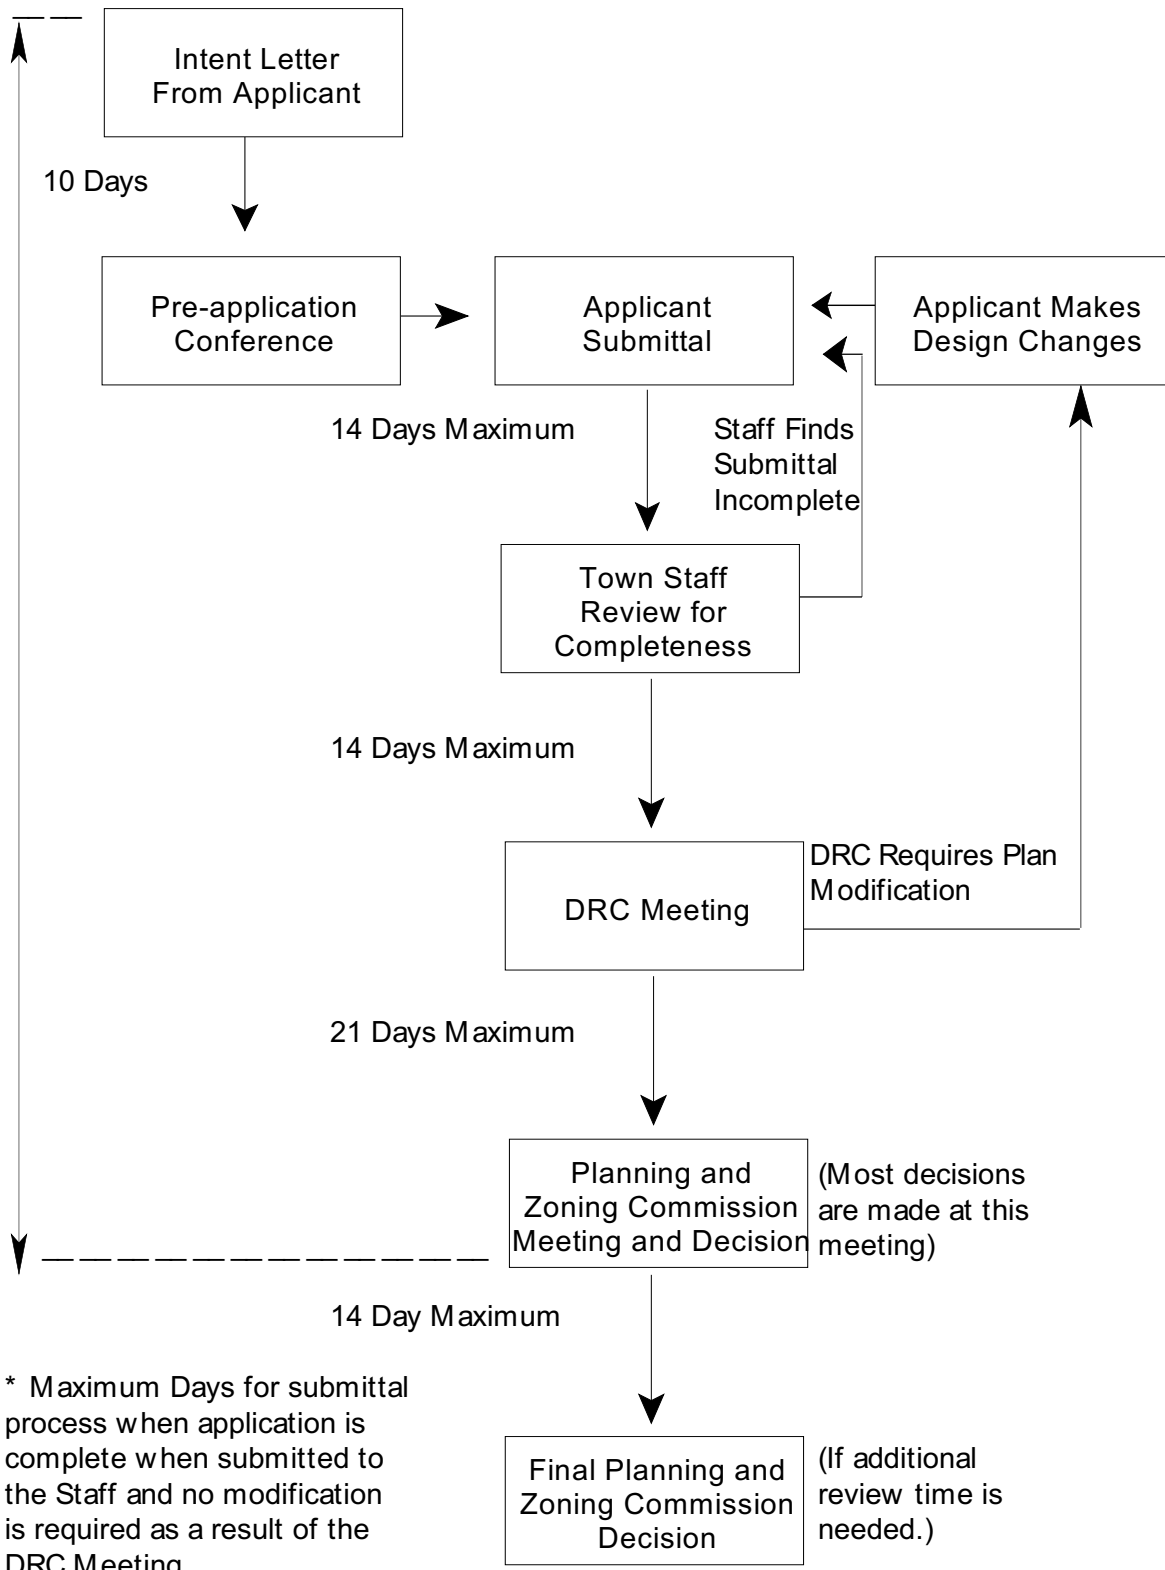 Intent Letter
From Applicant
10 Days
Pre-application
Conference
Applicant
Submittal
Applicant Makes
Design Changes
14 Days Maximum
Staff Finds
Submittal
Incomplete
Town Staff
Review for
Completeness
14 Days Maximum
DRC Meeting
DRC Requires Plan
Modification
21 Days Maximum
Planning and
Zoning Commission
Meeting and Decision
(Most decisions
are made at this
meeting)
14 Day Maximum
* Maximum Days for submittal
process when application is
complete when submitted to
the Staff and no modification
is required as a result of the
DRC Meeting
Final Planning and
Zoning Commission
Decision
(If additional
review time is
needed.)